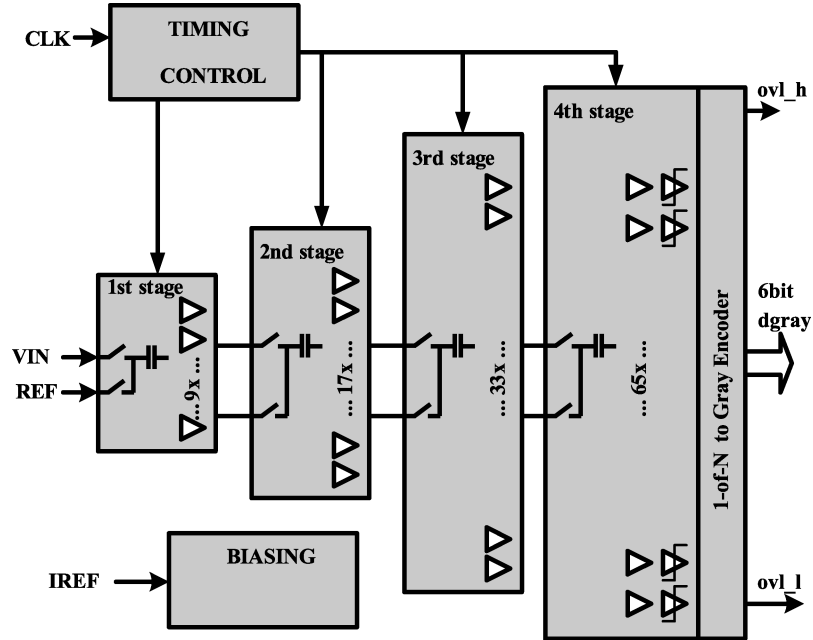 TIMING
CONTROL
CLK
ovl_h
4th stage
3rd stage
2nd stage
1st stage
6bit
dgray
VIN
REF
... 9x ...
... 17x ...
... 33x ...
... 65x ...
1-of-N to Gray Encoder
BIASING
IREF
ovl_l